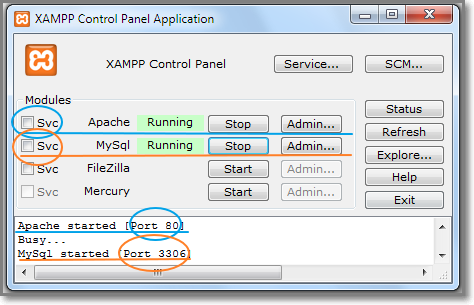 XAMPP Control Panel Application
XAMPP Control Panel
Service...
SCM...
Modules
Svc Apache Running Stop Admin...
Svc MySql Running Stop Admin...
Svc FileZilla Start Admin...
Svc Mercury Start Admin...
Status
Refresh
Explore...
Help
Exit
Apache started [Port 80]
Busy...
MySql started [Port 3306]